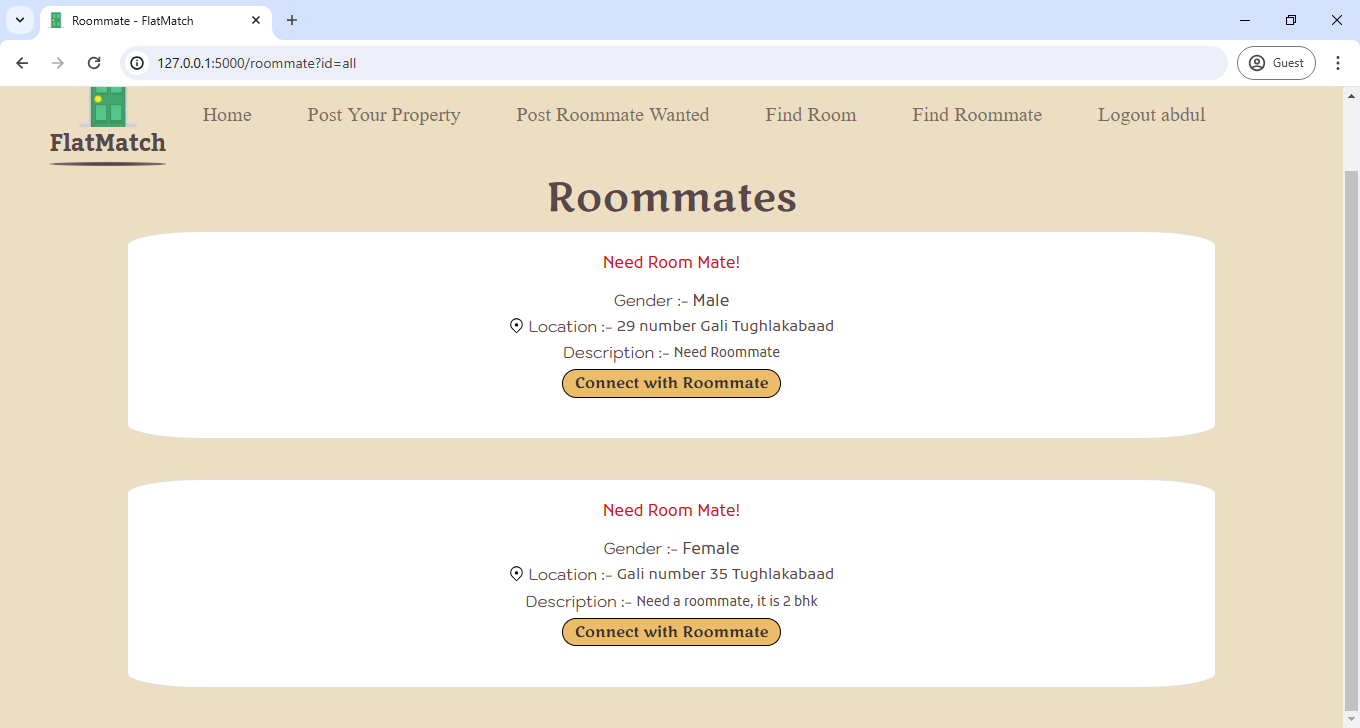 Roommate - FlatMatch
127.0.0.1:5000/roommate?id=all
Guest
FlatMatch
Home
Post Your Property
Post Roommate Wanted
Find Room
Find Roommate
Logout abdul
Roommates
Need Room Mate!
Gender :- Male
Location :- 29 number Gali Tughlakabaad
Description :- Need Roommate
Connect with Roommate
Need Room Mate!
Gender :- Female
Location :- Gali number 35 Tughlakabaad
Description :- Need a roommate, it is 2 bhk
Connect with Roommate